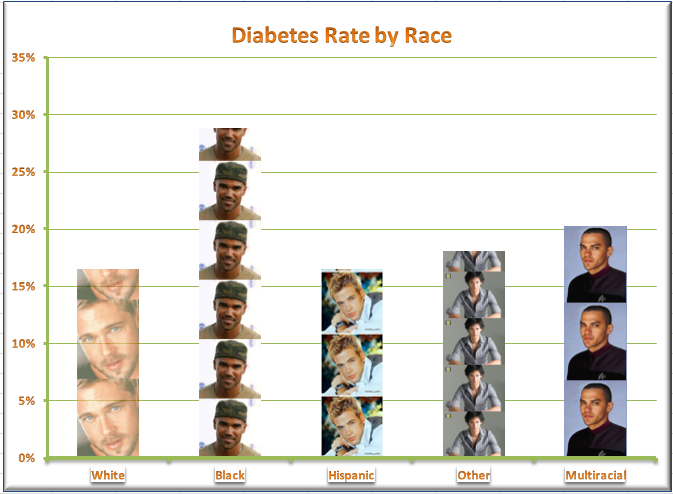 Diabetes Rate by Race
35%
30%
25%
20%
15%
10%
5%
0%
White
Black
Hispanic
Other
Multiracial